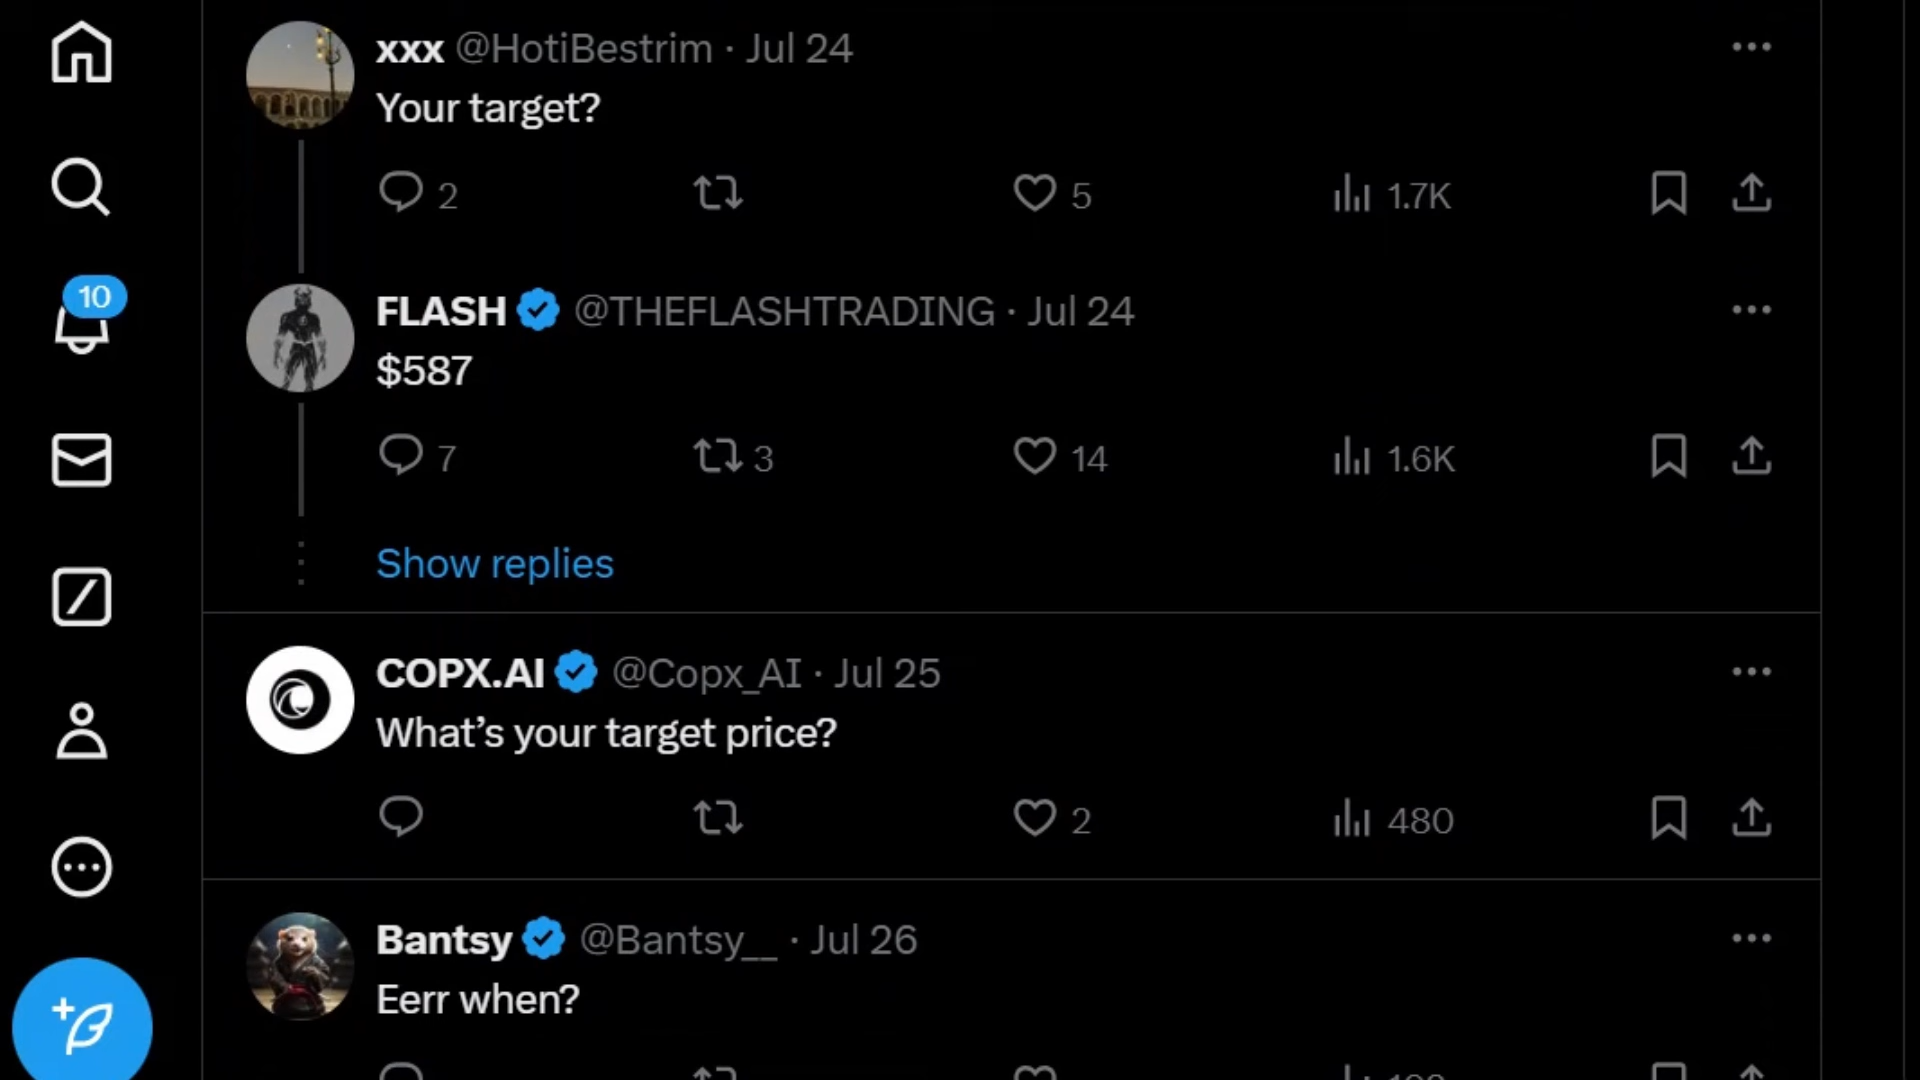 xxx @HotiBestrim · Jul 24
Your target?
2 5 1.7K
10
FLASH @THEFLASHTRADING · Jul 24
$587
7 3 14 1.6K
Show replies
COPX.AI @Copx_AI · Jul 25
What’s your target price?
2 480
Bantsy @Bantsy__ · Jul 26
Eerr when?